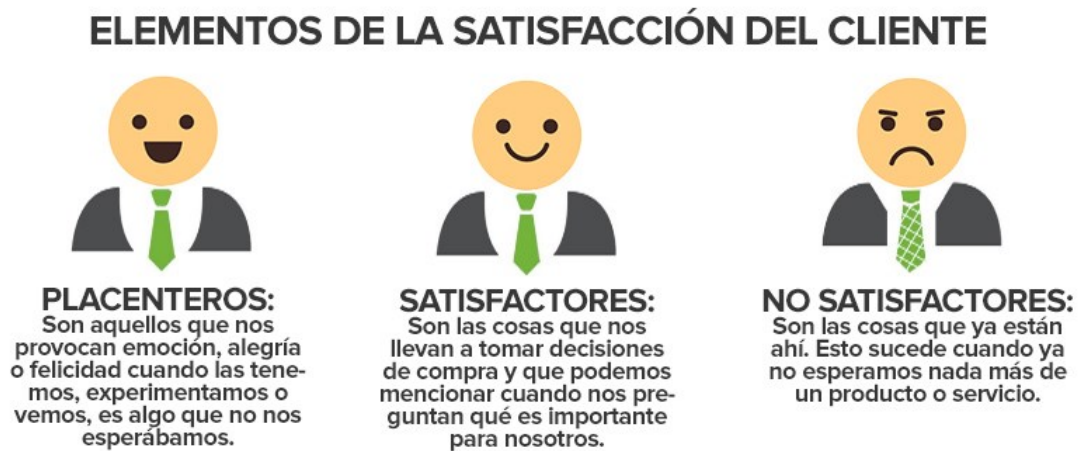 ELEMENTOS DE LA SATISFACCIÓN DEL CLIENTE
PLACENTEROS:
Son aquellos que nos
provocan emoción, alegría
o felicidad cuando las tene-
mos, experimentamos o
vemos, es algo que no nos
esperábamos.
SATISFACTORES:
Son las cosas que nos
llevan a tomar decisiones
de compra y que podemos
mencionar cuando nos pre-
guntan qué es importante
para nosotros.
NO SATISFACTORES:
Son las cosas que ya están
ahí. Esto sucede cuando ya
no esperamos nada más de
un producto o servicio.